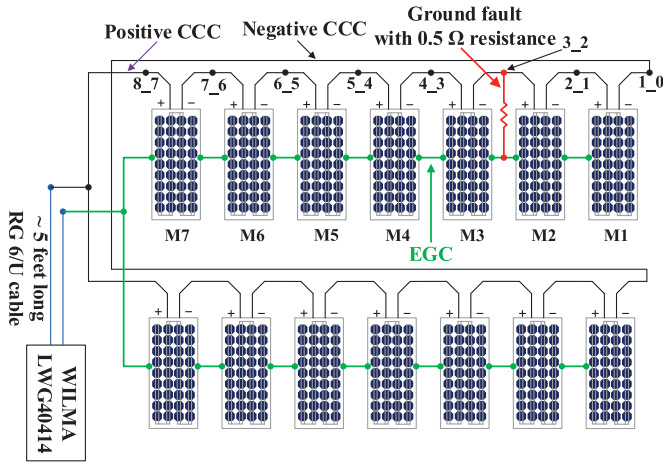 Positive CCC
Negative CCC
Ground fault
with 0.5 Ω resistance
3_2
8_7
7_6
6_5
5_4
4_3
2_1
1_0
+ −
+ −
+ −
+ −
+ −
+ −
+ −
M7
M6
M5
M4
M3
M2
M1
EGC
~ 5 feet long
RG 6/U cable
+ −
+ −
+ −
+ −
+ −
+ −
+ −
WILMA
LWG40414